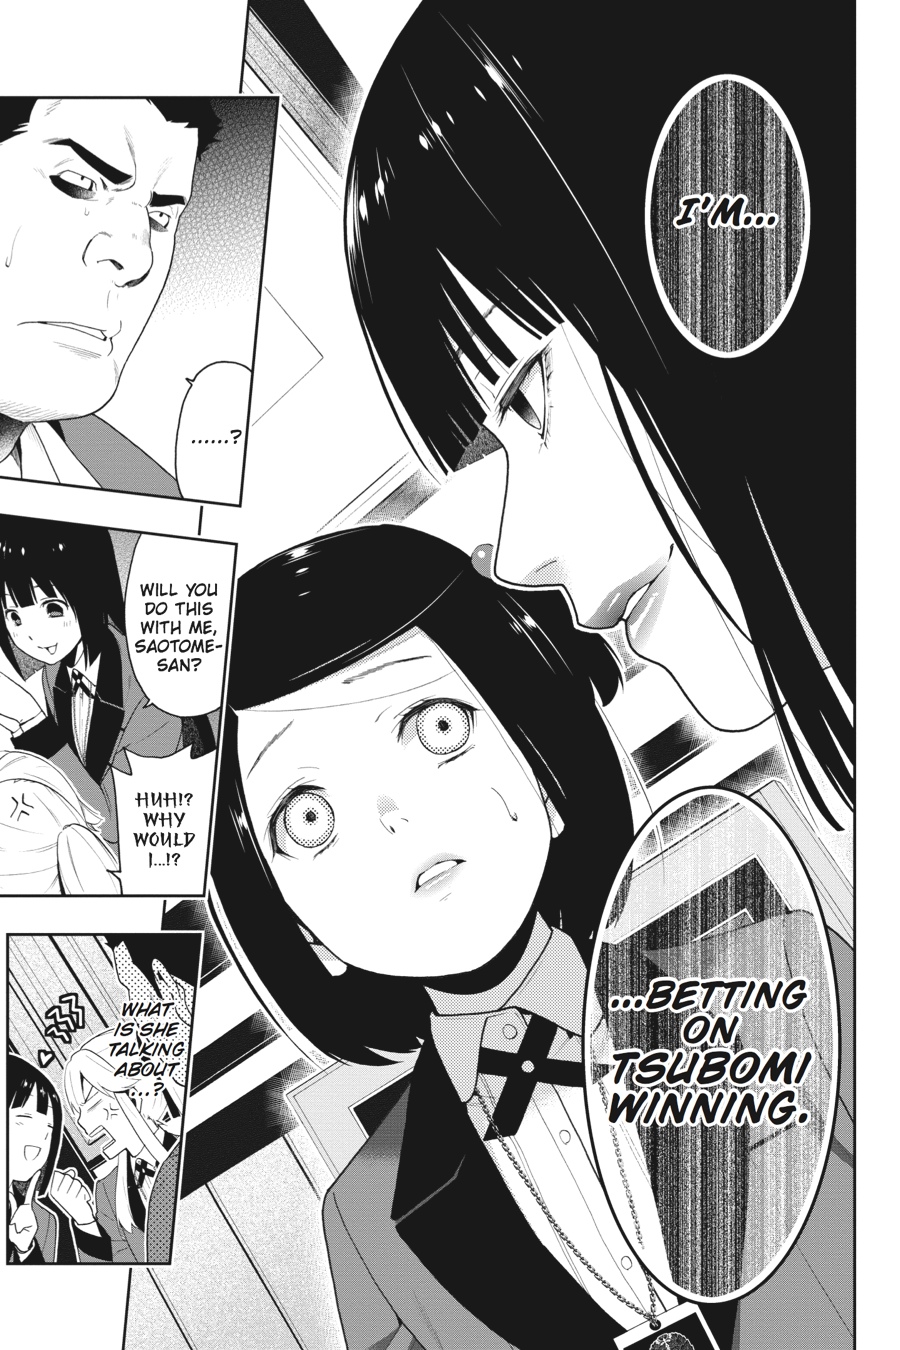 I'M...
...BETTING
ON
TSUBOMI
WINNING.
......?
WILL YOU
DO THIS
WITH ME,
SAOTOME-
SAN?
HUH!?
WHY
WOULD
I...!?
WHAT
IS SHE
TALKING
ABOUT
...?